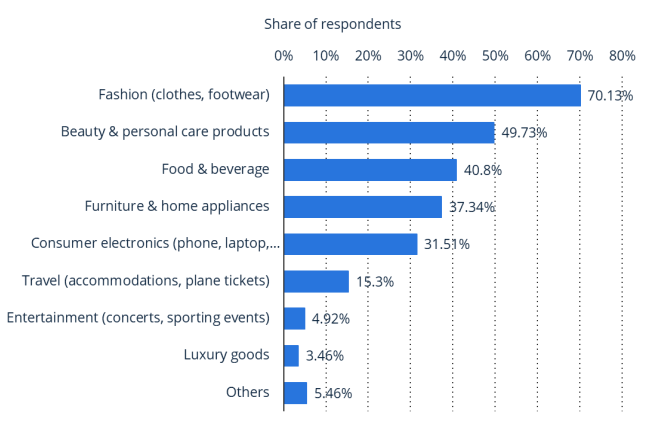 Share of respondents
0% 10% 20% 30% 40% 50% 60% 70% 80%
Fashion (clothes, footwear) 70.13%
Beauty & personal care products 49.73%
Food & beverage 40.8%
Furniture & home appliances 37.34%
Consumer electronics (phone, laptop,... 31.51%
Travel (accommodations, plane tickets) 15.3%
Entertainment (concerts, sporting events) 4.92%
Luxury goods 3.46%
Others 5.46%